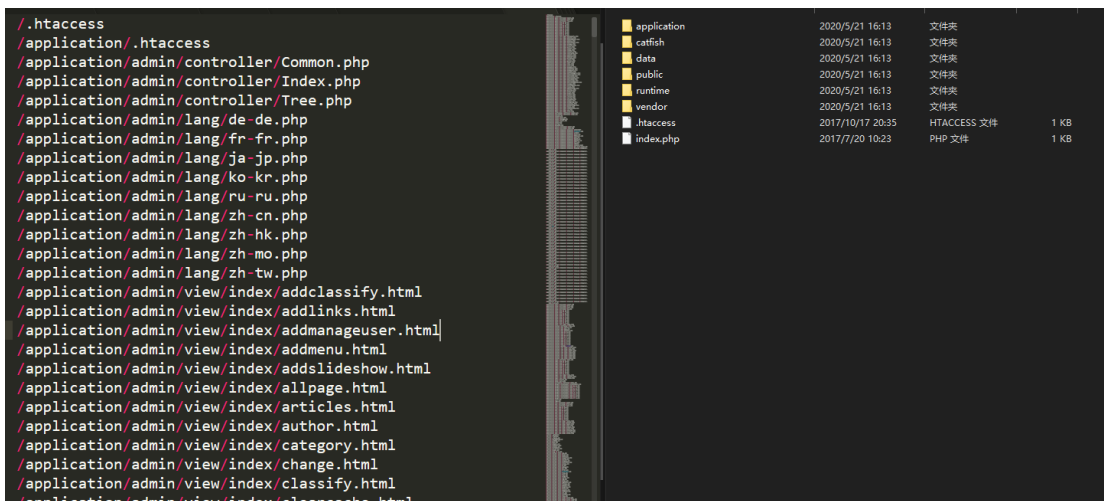 /.htaccess
/application/.htaccess
/application/admin/controller/Common.php
/application/admin/controller/Index.php
/application/admin/controller/Tree.php
/application/admin/lang/de-de.php
/application/admin/lang/fr-fr.php
/application/admin/lang/ja-jp.php
/application/admin/lang/ko-kr.php
/application/admin/lang/ru-ru.php
/application/admin/lang/zh-cn.php
/application/admin/lang/zh-hk.php
/application/admin/lang/zh-mo.php
/application/admin/lang/zh-tw.php
/application/admin/view/index/addclassify.html
/application/admin/view/index/addlinks.html
/application/admin/view/index/addmanageuser.html
/application/admin/view/index/addmenu.html
/application/admin/view/index/addslideshow.html
/application/admin/view/index/allpage.html
/application/admin/view/index/articles.html
/application/admin/view/index/author.html
/application/admin/view/index/category.html
/application/admin/view/index/change.html
/application/admin/view/index/classify.html
application 2020/5/21 16:13 文件夹
catfish 2020/5/21 16:13 文件夹
data 2020/5/21 16:13 文件夹
public 2020/5/21 16:13 文件夹
runtime 2020/5/21 16:13 文件夹
vendor 2020/5/21 16:13 文件夹
.htaccess 2017/10/17 20:35 HTACCESS 文件 1 KB
index.php 2017/7/20 10:23 PHP 文件 1 KB